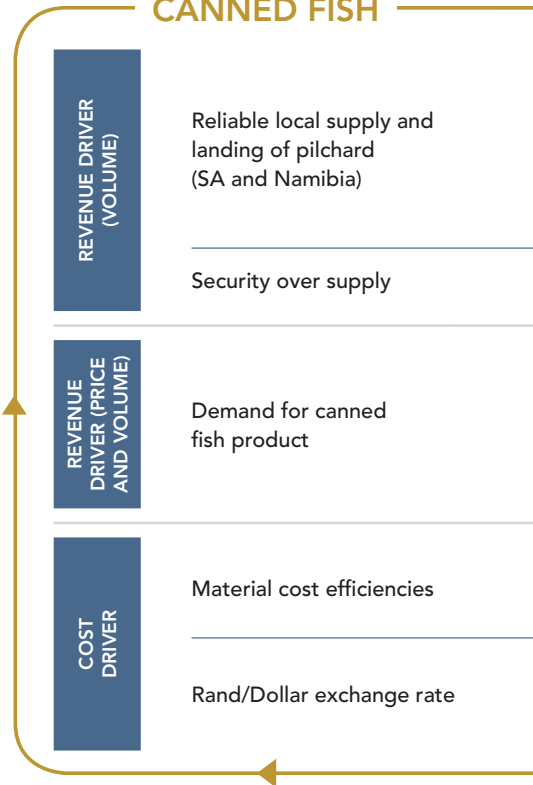 CANNED FISH
REVENUE DRIVER
(VOLUME)
Reliable local supply and
landing of pilchard
(SA and Namibia)
Security over supply
REVENUE
DRIVER (PRICE
AND VOLUME)
Demand for canned
fish product
COST
DRIVER
Material cost efficiencies
Rand/Dollar exchange rate